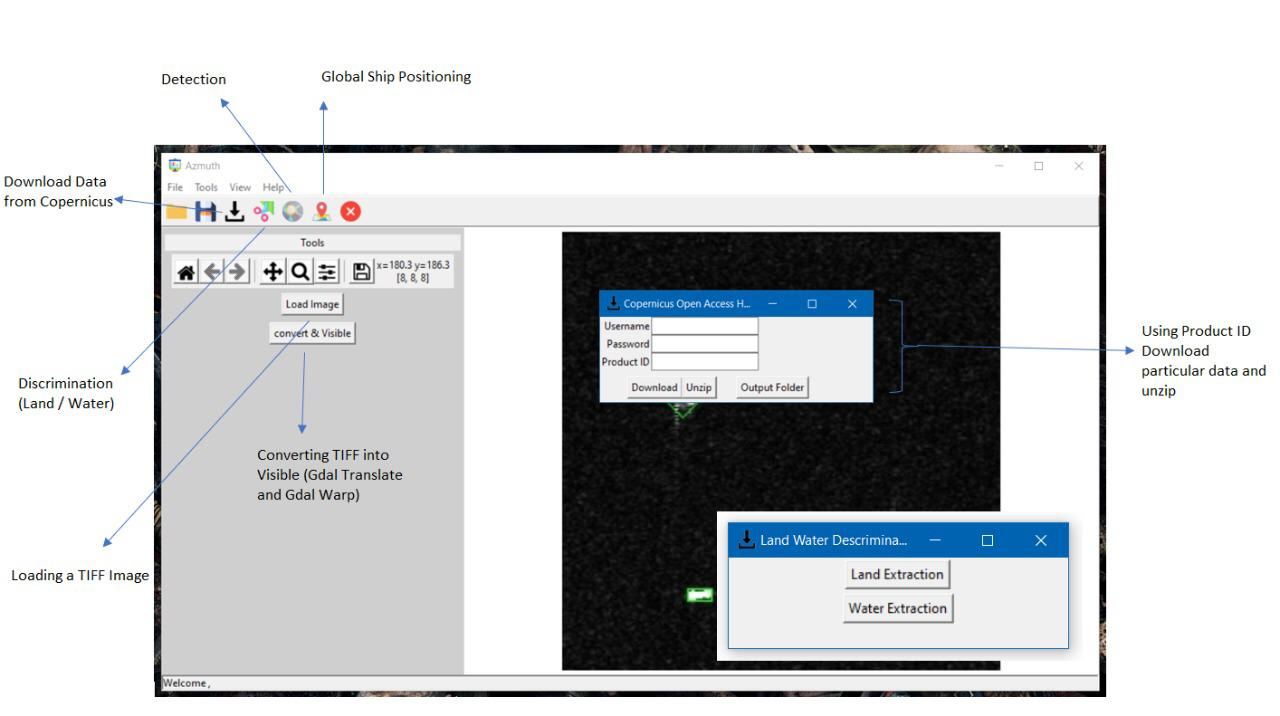 Detection
Global Ship Positioning
Download Data
from Copernicus
Azmuth
File Tools View Help
Tools
x=180.3 y=186.3
[8, 8, 8]
Load Image
convert & Visible
Copernicus Open Access H...
Username
Password
Product ID
Download Unzip Output Folder
Using Product ID
Download
particular data and
unzip
Discrimination
(Land / Water)
Converting TIFF into
Visible (Gdal Translate
and Gdal Warp)
Land Water Descrimina...
Land Extraction
Water Extraction
Loading a TIFF Image
Welcome ,